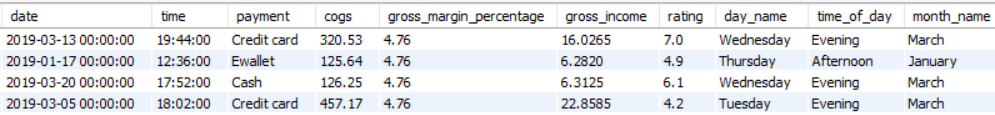 date time payment cogs gross_margin_percentage gross_income rating day_name time_of_day month_name
2019-03-13 00:00:00 19:44:00 Credit card 320.53 4.76 16.0265 7.0 Wednesday Evening March
2019-01-17 00:00:00 12:36:00 Ewallet 125.64 4.76 6.2820 4.9 Thursday Afternoon January
2019-03-20 00:00:00 17:52:00 Cash 126.25 4.76 6.3125 6.1 Wednesday Evening March
2019-03-05 00:00:00 18:02:00 Credit card 457.17 4.76 22.8585 4.2 Tuesday Evening March